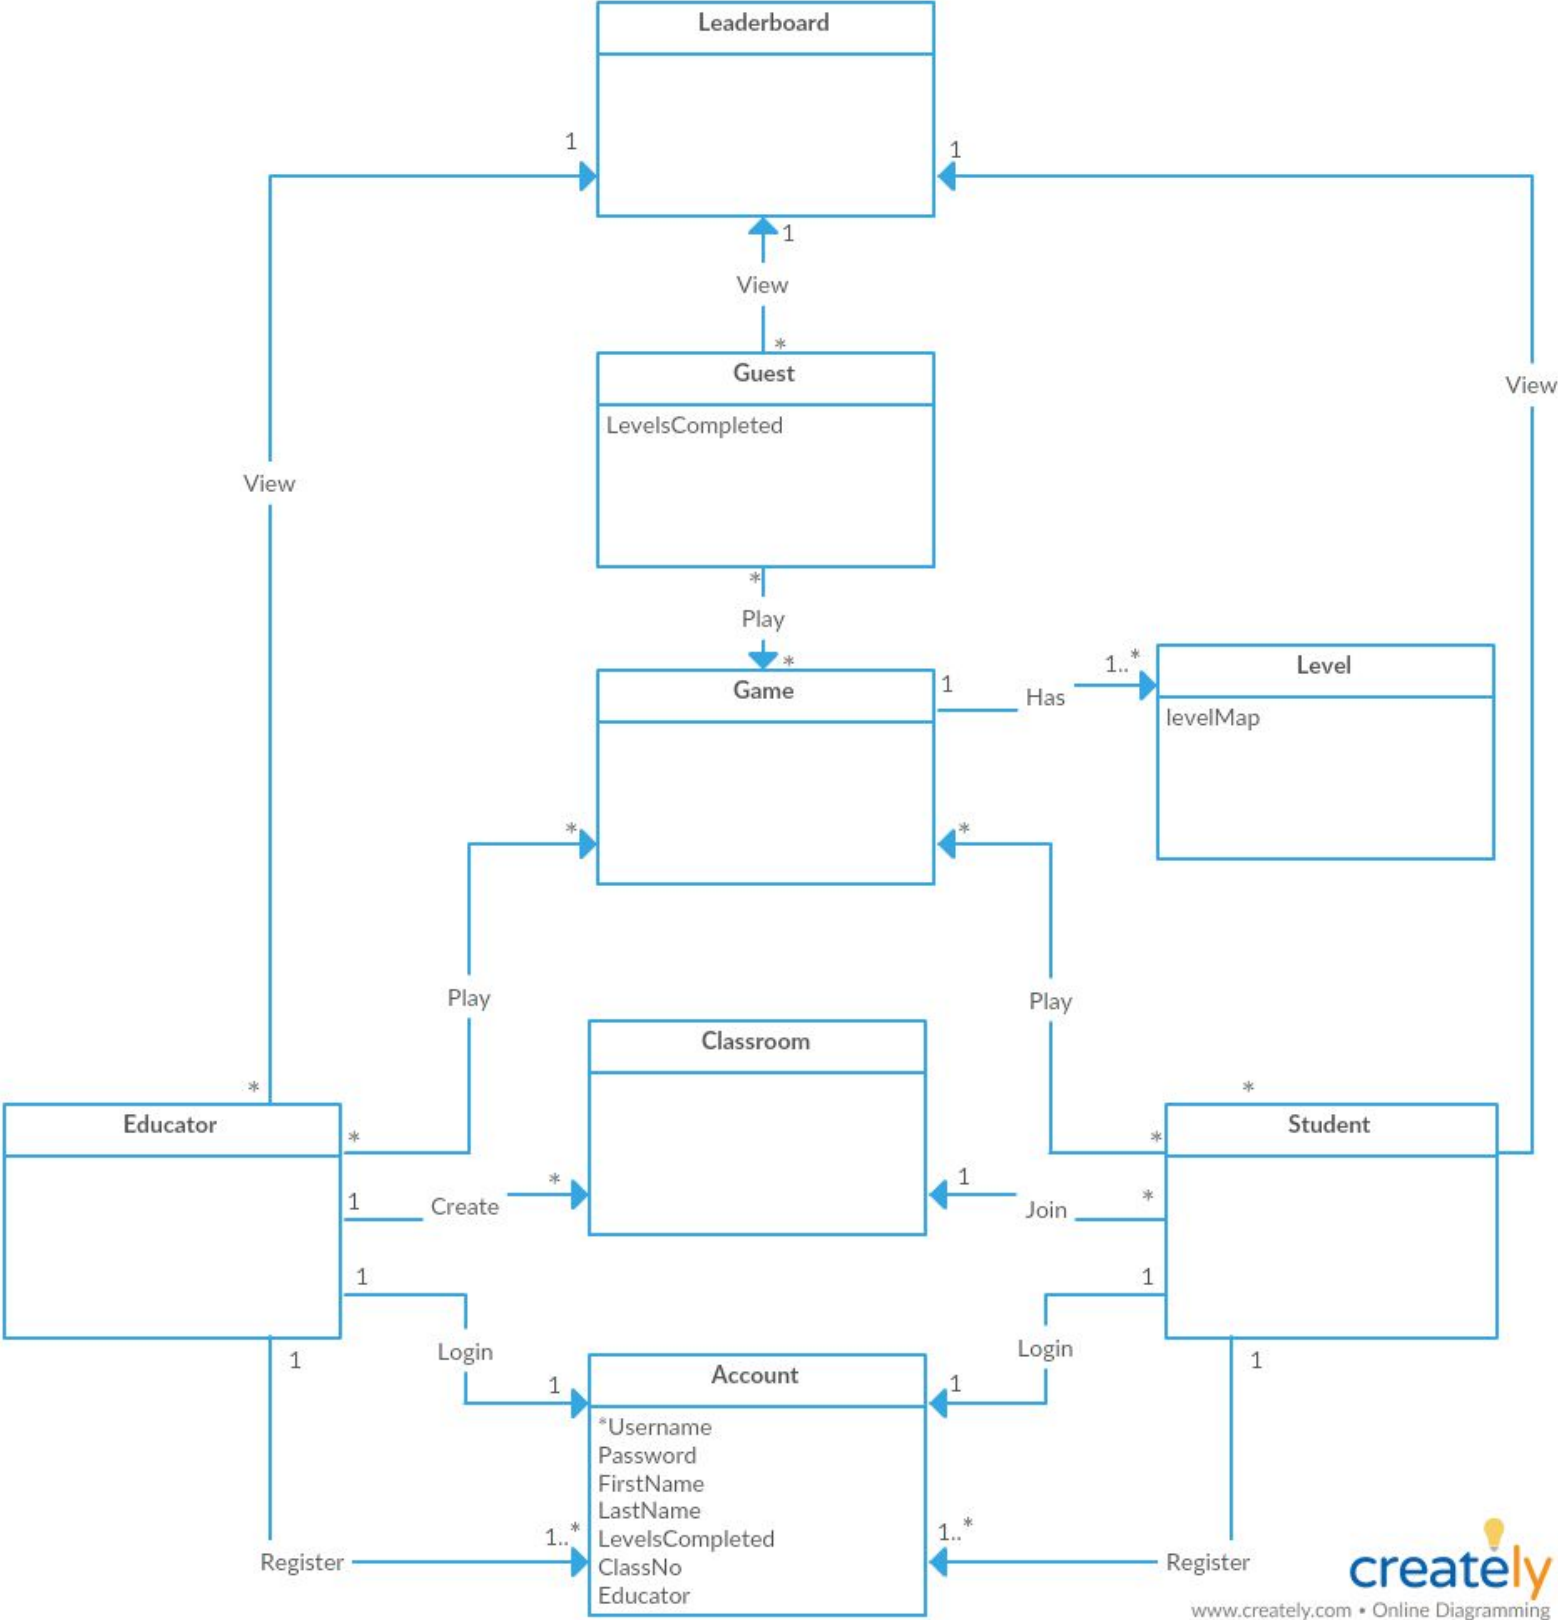 Leaderboard
1
1
1
View
*
Guest
LevelsCompleted
View
View
*
Play
*
Game
1
Has
1..*
Level
levelMap
*
*
Play
Play
Classroom
*
Educator
*
*
Student
*
1
Create
*
1
Join
*
1
Login
1
1
Login
1
Account
*Username
Password
FirstName
LastName
LevelsCompleted
ClassNo
Educator
1
Register
1..*
1
Register
1..*
creately
www.creately.com • Online Diagramming